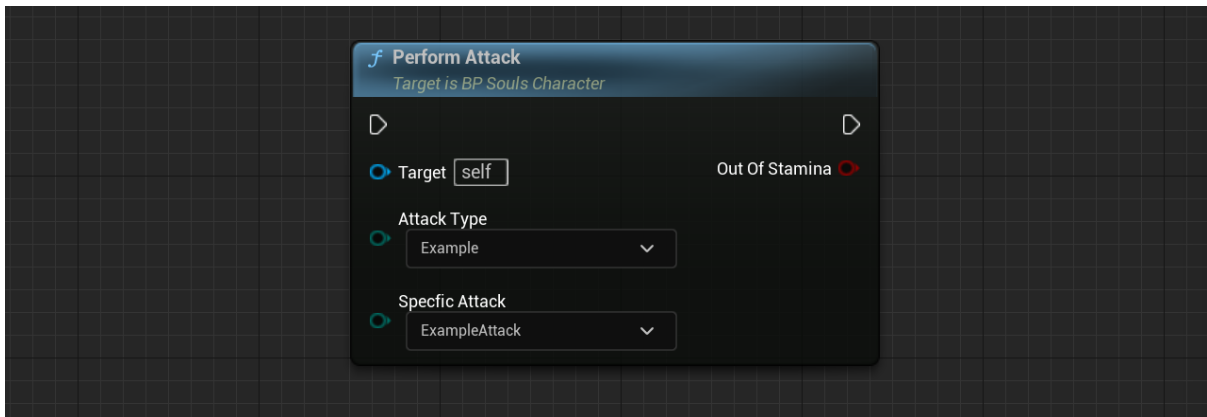 f Perform Attack
Target is BP Souls Character
Target self
Out Of Stamina
Attack Type
Example
Specfic Attack
ExampleAttack